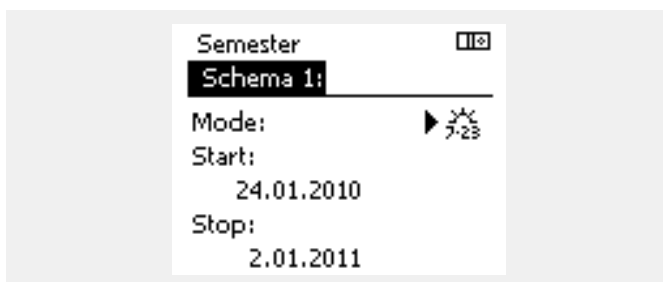 Semester
Schema 1:
Mode: 7-23
Start:
24.01.2010
Stop:
2.01.2011